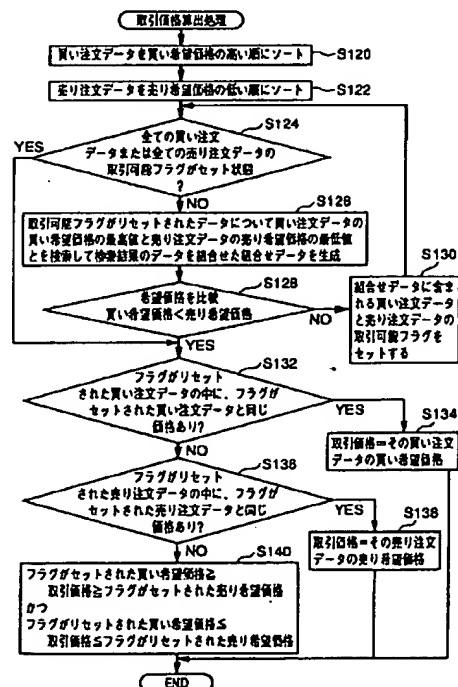 取引価格算出処理
買い注文データを買い希望価格の高い順にソート
S120
売り注文データを売り希望価格の低い順にソート
S122
S124
全ての買い注文
データまたは全ての売り注文データの
取引可能フラグがセット状態
?
YES
NO
S126
取引可能フラグがリセットされたデータについて買い注文データの
買い希望価格の最高値と売り注文データの売り希望価格の最低値
とを検索して検索結果のデータを組合せた組合せデータを生成
S128
希望価格を比較
買い希望価格<売り希望価格
NO
YES
S130
組合せデータに含ま
れる買い注文データ
と売り注文データの
取引可能フラグを
セットする
S132
フラグがリセット
された買い注文データの中に、フラグが
セットされた買い注文データと同じ
価格あり?
YES
NO
S134
取引価格=その買い注文
データの買い希望価格
S136
フラグがリセット
された売り注文データの中に、フラグが
セットされた売り注文データと同じ
価格あり?
YES
NO
S138
取引価格=その売り注文
データの売り希望価格
S140
フラグがセットされた買い希望価格≧
取引価格≧フラグがセットされた売り希望価格
かつ
フラグがリセットされた買い希望価格≦
取引価格≦フラグがリセットされた売り希望価格
END